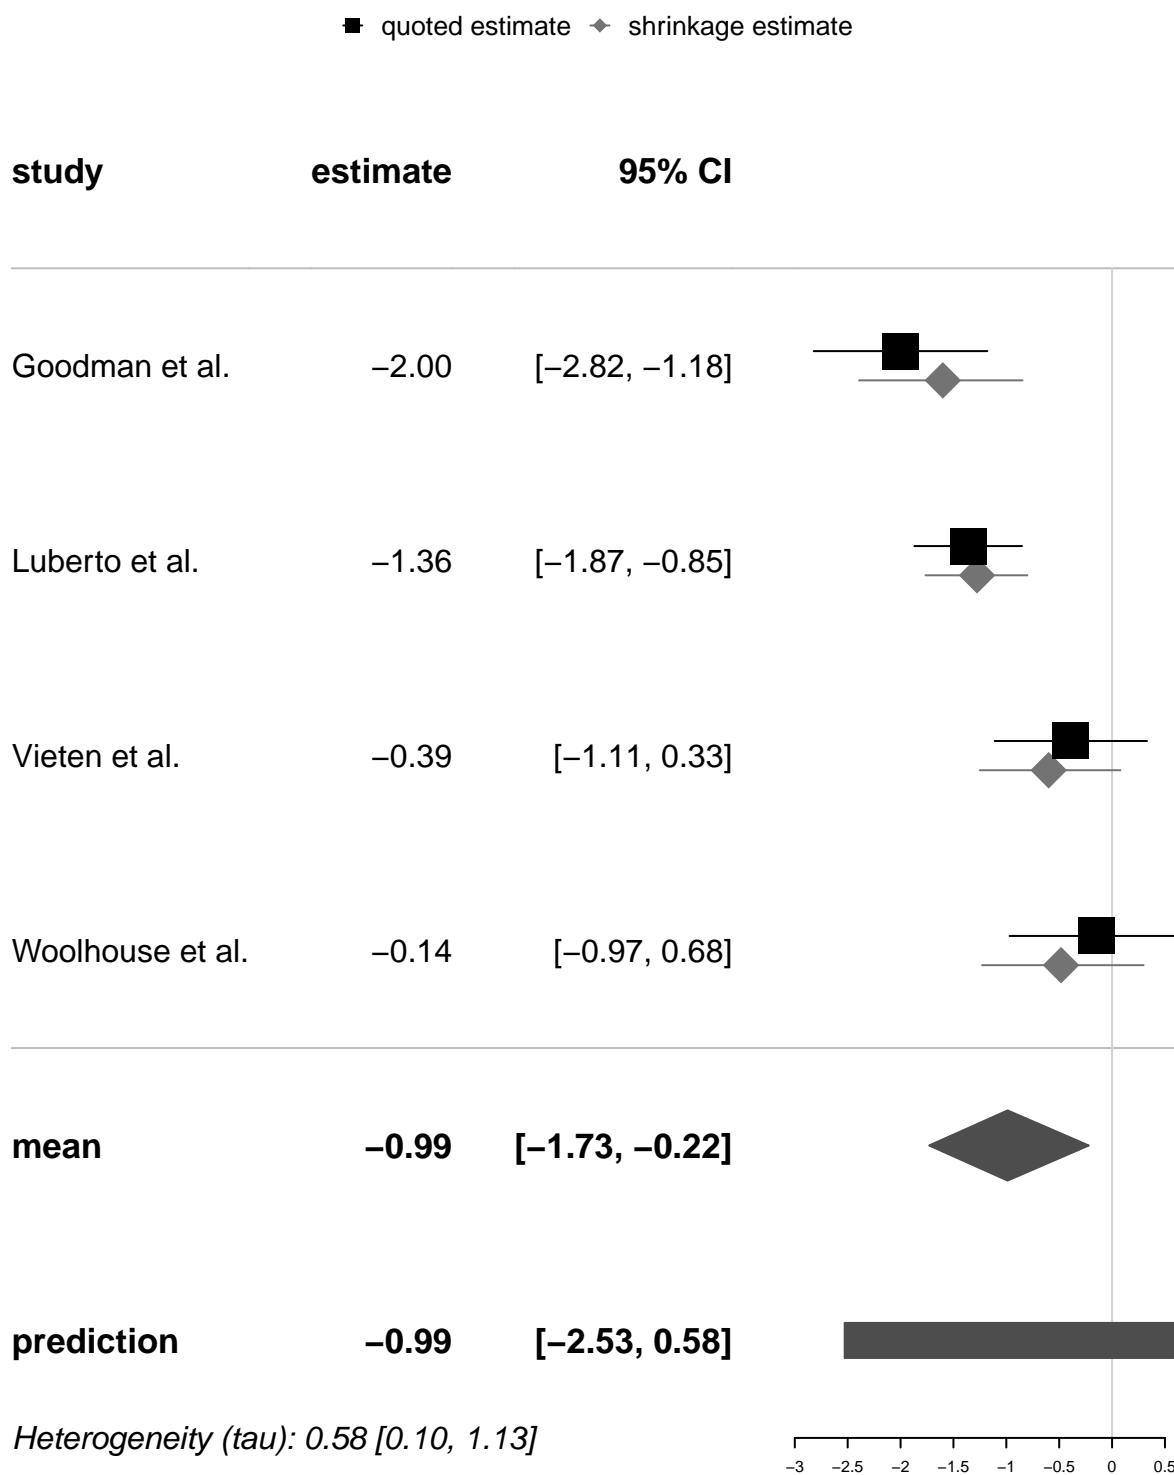 quoted estimate shrinkage estimate
study estimate 95% CI
Goodman et al. −2.00 [−2.82, −1.18]
Luberto et al. −1.36 [−1.87, −0.85]
Vieten et al. −0.39 [−1.11, 0.33]
Woolhouse et al. −0.14 [−0.97, 0.68]
mean −0.99 [−1.73, −0.22]
prediction −0.99 [−2.53, 0.58]
Heterogeneity (tau): 0.58 [0.10, 1.13]
−3 −2.5 −2 −1.5 −1 −0.5 0 0.5